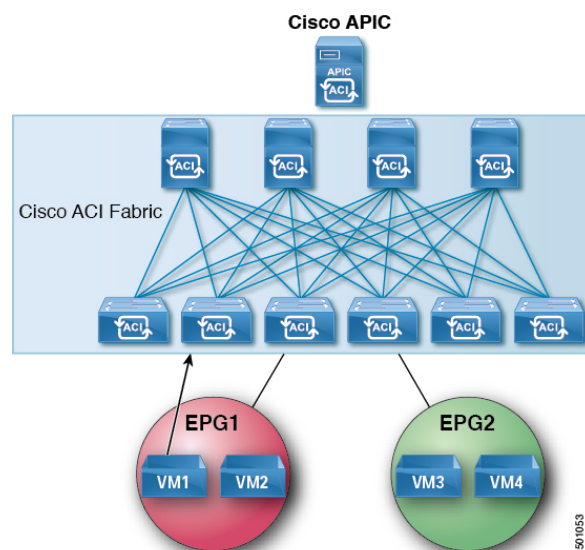 Cisco APIC
APIC
ACI
ACI
ACI
ACI
ACI
Cisco ACI Fabric
ACI
ACI
ACI
ACI
ACI
ACI
EPG1
EPG2
VM1
VM2
VM3
VM4
501053